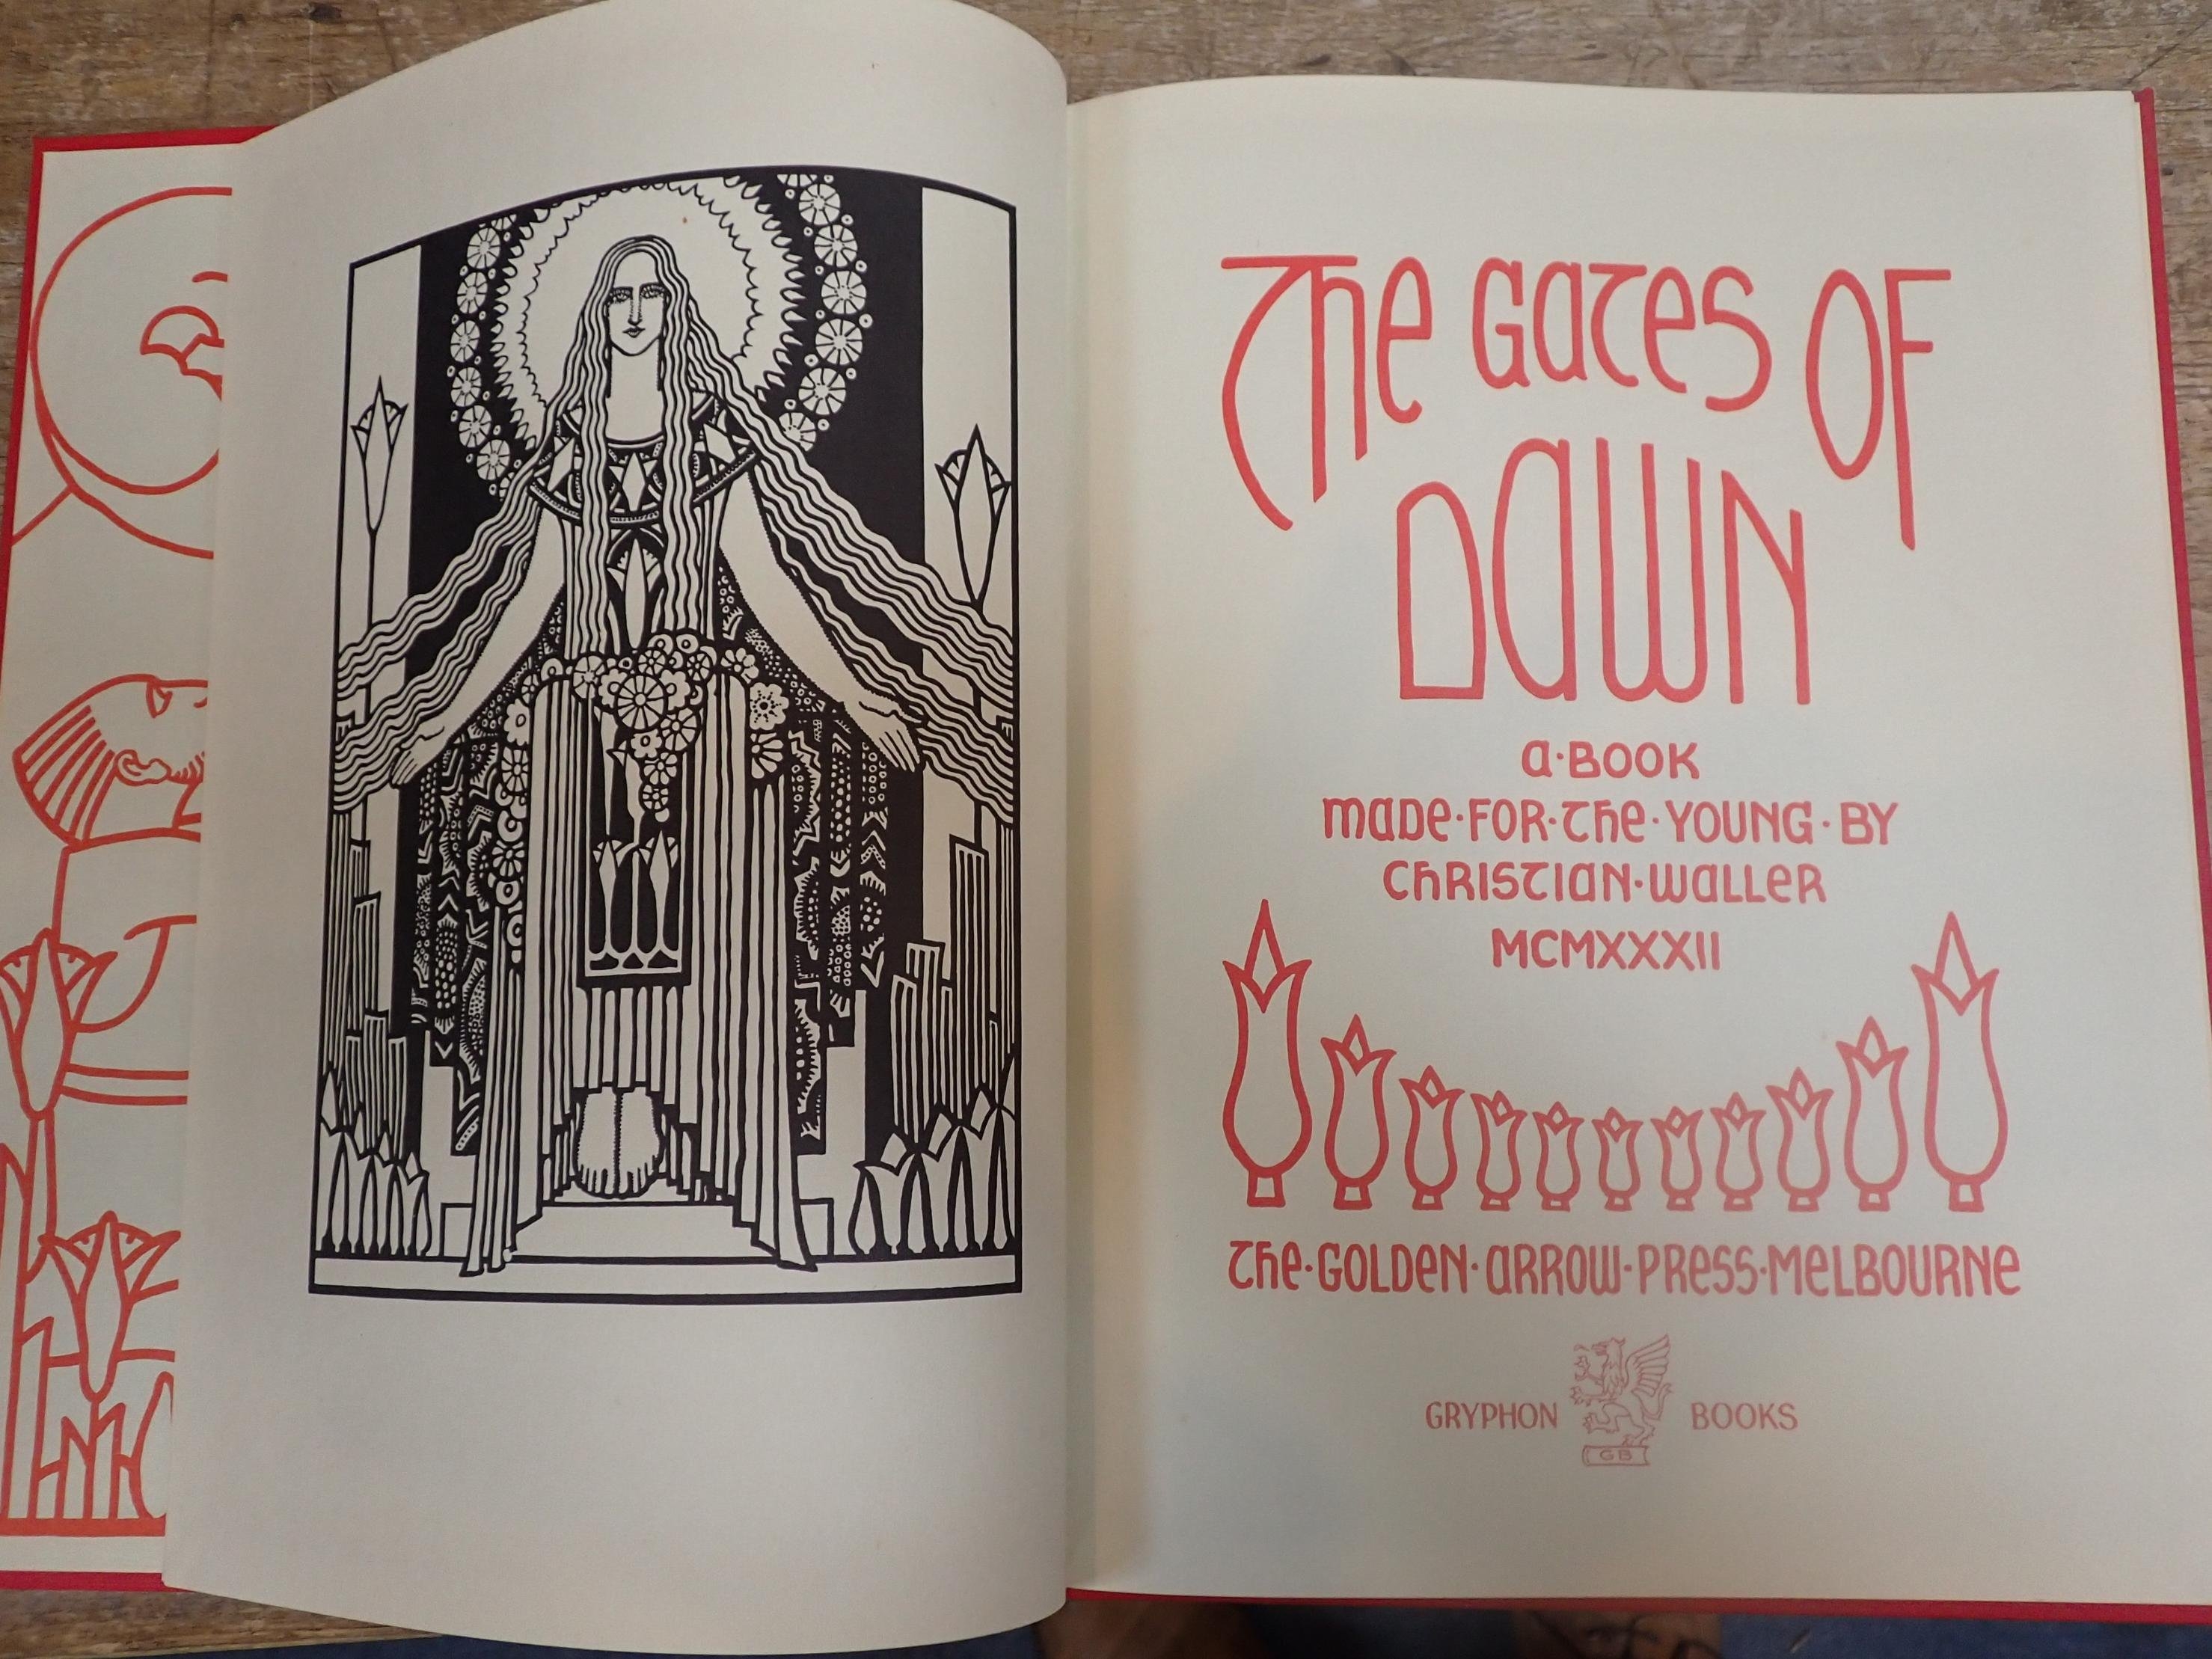 The Gates OF
Dawn
a·BOOK
made·FOR·The·YOUNG·BY
Christian·Waller
MCMXXXII
The·GOLDen·arrow·Press·Melbourne
GRYPHON BOOKS
GB